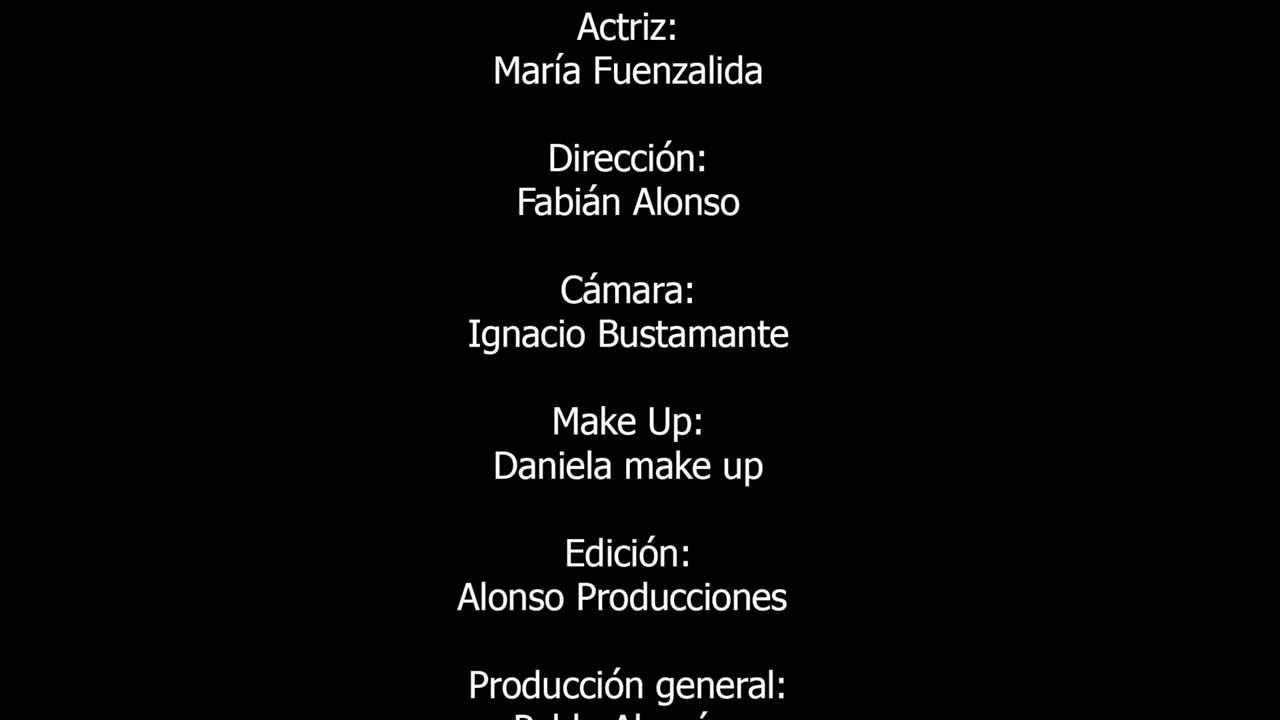 Actriz:
María Fuenzalida
Dirección:
Fabián Alonso
Cámara:
Ignacio Bustamante
Make Up:
Daniela make up
Edición:
Alonso Producciones
Producción general: